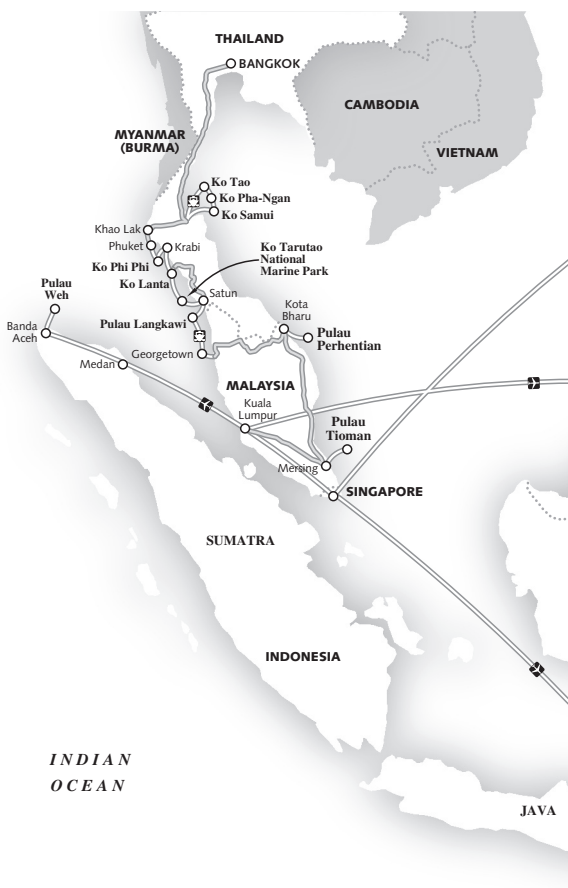 THAILAND
BANGKOK
CAMBODIA
MYANMAR
(BURMA)
VIETNAM
Ko Tao
Ko Pha-Ngan
Ko Samui
Khao Lak
Phuket
Krabi
Ko Phi Phi
Ko Lanta
Ko Tarutao
National
Marine Park
Pulau
Weh
Satun
Kota
Bharu
Pulau Langkawi
Banda
Aceh
Pulau
Perhentian
Georgetown
Medan
MALAYSIA
Kuala
Lumpur
Pulau
Tioman
Mersing
SINGAPORE
SUMATRA
INDONESIA
INDIAN
OCEAN
JAVA